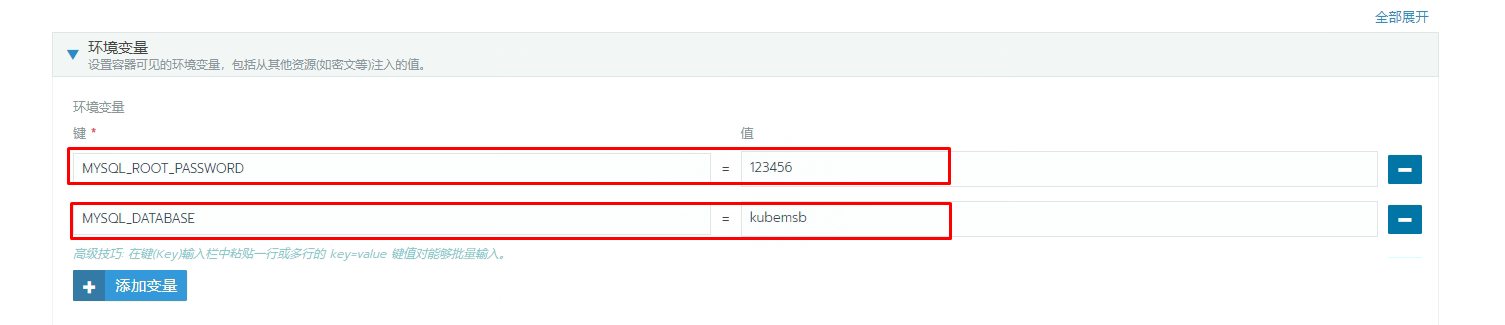 全部展开
环境变量
设置容器可见的环境变量，包括从其他资源(如密文等)注入的值。
环境变量
键 * 值
MYSQL_ROOT_PASSWORD = 123456
MYSQL_DATABASE = kubemsb
高级技巧: 在键(Key)输入栏中粘贴一行或多行的 key=value 键值对能够批量输入。
添加变量